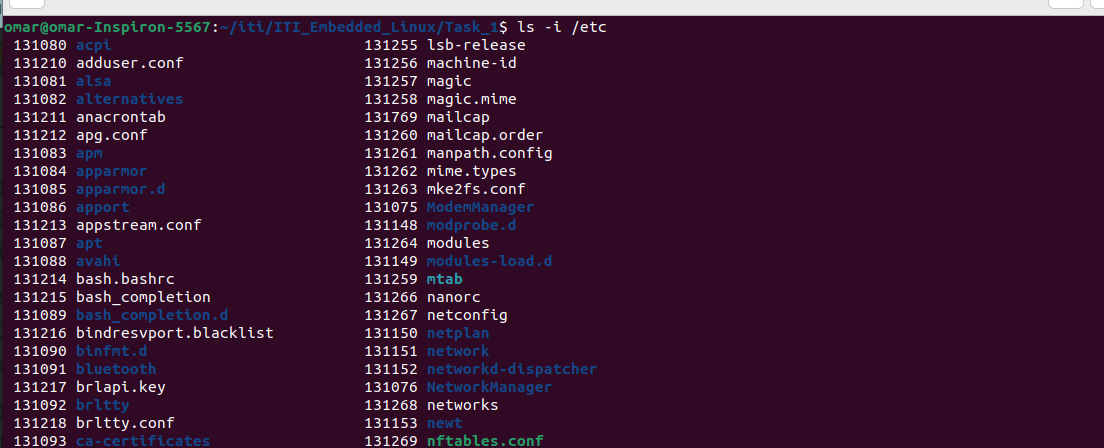 omar@omar-Inspiron-5567:~/iti/ITI_Embedded_Linux/Task_1$ ls -i /etc
131080 acpi 131255 lsb-release
131210 adduser.conf 131256 machine-id
131081 alsa 131257 magic
131082 alternatives 131258 magic.mime
131211 anacrontab 131769 mailcap
131212 apg.conf 131260 mailcap.order
131083 apm 131261 manpath.config
131084 apparmor 131262 mime.types
131085 apparmor.d 131263 mke2fs.conf
131086 apport 131075 ModemManager
131213 appstream.conf 131148 modprobe.d
131087 apt 131264 modules
131088 avahi 131149 modules-load.d
131214 bash.bashrc 131259 mtab
131215 bash_completion 131266 nanorc
131089 bash_completion.d 131267 netconfig
131216 bindresvport.blacklist 131150 netplan
131090 binfmt.d 131151 network
131091 bluetooth 131152 networkd-dispatcher
131217 brlapi.key 131076 NetworkManager
131092 brltty 131268 networks
131218 brltty.conf 131153 newt
131093 ca-certificates 131269 nftables.conf